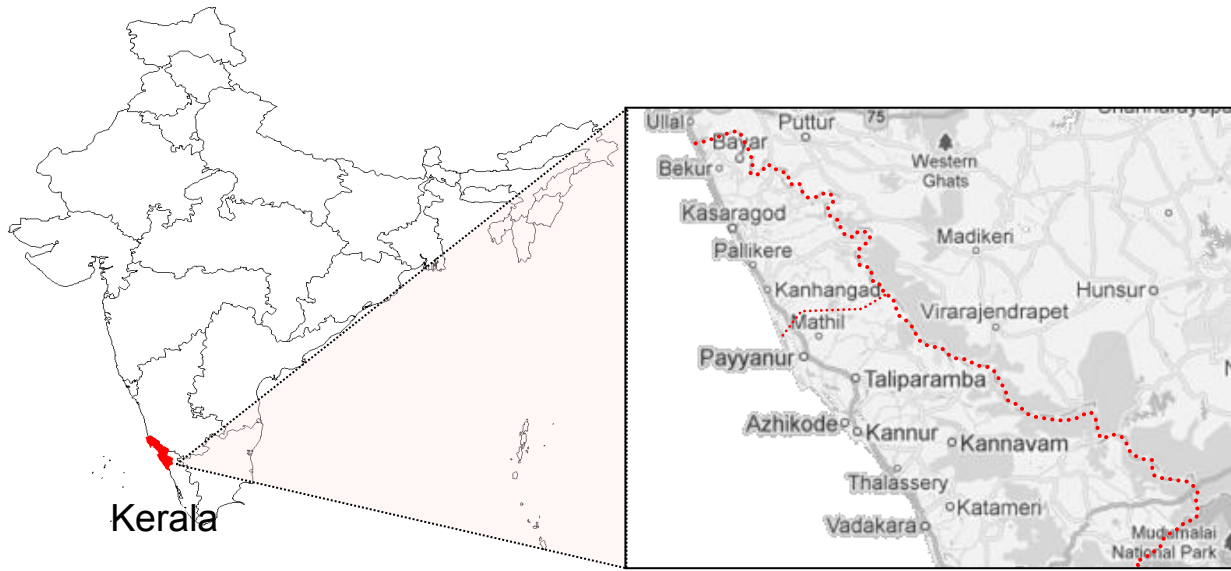 Kerala
Ullal
Puttur
75
Bayar
Bekur
Western
Ghats
Kasaragod
Madikeri
Pallikere
Kanhangad
Hunsur
Virarajendrapet
Mathil
Payyanur
Taliparamba
Azhikode
Kannur
Kannavam
Thalassery
Katameri
Vadakara
Mudumalai
National Park